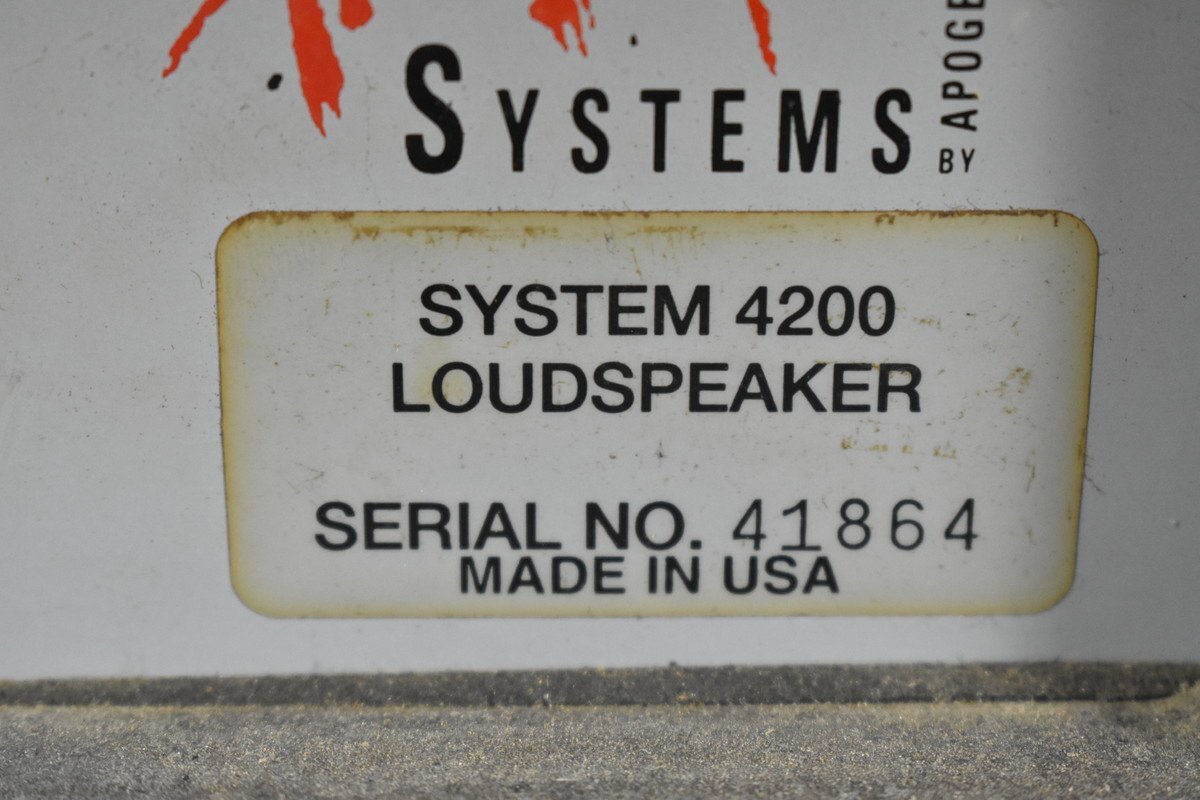 SYSTEMS
BY APOGE
SYSTEM 4200
LOUDSPEAKER
SERIAL NO. 41864
MADE IN USA